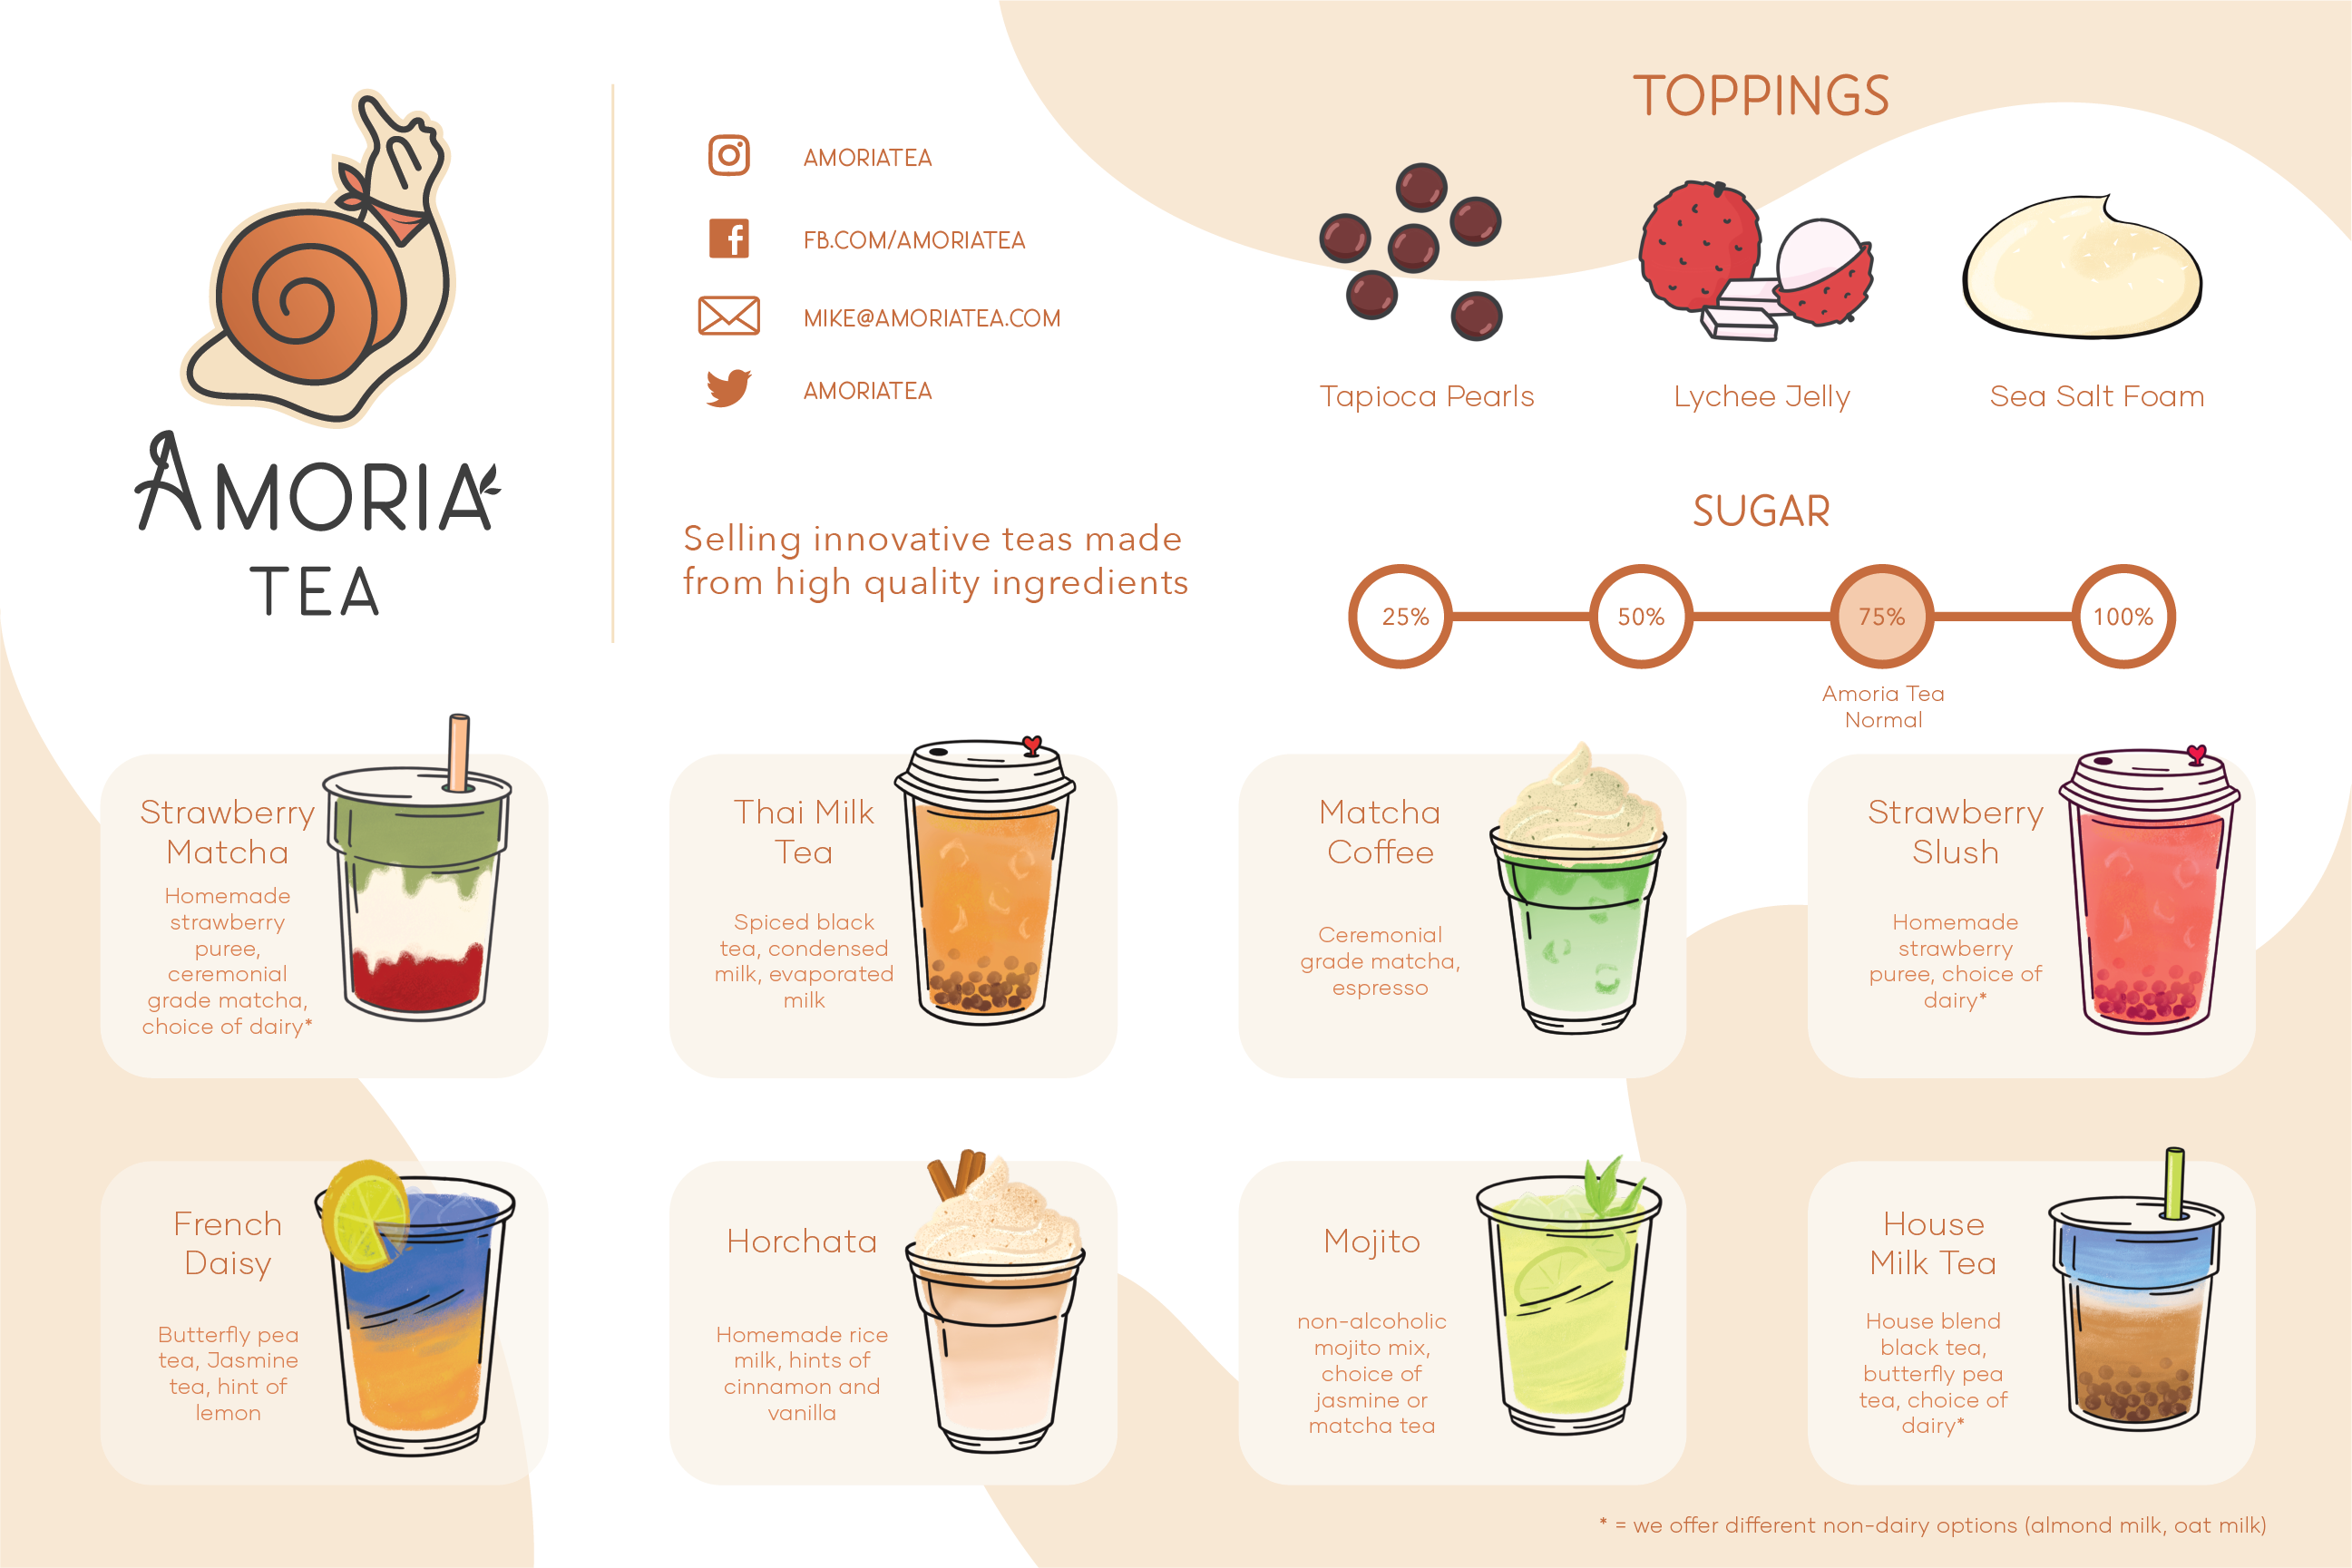 AMORIA
TEA
AMORIATEA
FB.COM/AMORIATEA
MIKE@AMORIATEA.COM
AMORIATEA
Selling innovative teas made
from high quality ingredients
TOPPINGS
Tapioca Pearls
Lychee Jelly
Sea Salt Foam
SUGAR
25%
50%
75%
100%
Amoria Tea
Normal
Strawberry
Matcha
Homemade
strawberry
puree,
ceremonial
grade matcha,
choice of dairy*
Thai Milk
Tea
Spiced black
tea, condensed
milk, evaporated
milk
Matcha
Coffee
Ceremonial
grade matcha,
espresso
Strawberry
Slush
Homemade
strawberry
puree, choice of
dairy*
French
Daisy
Butterfly pea
tea, Jasmine
tea, hint of
lemon
Horchata
Homemade rice
milk, hints of
cinnamon and
vanilla
Mojito
non-alcoholic
mojito mix,
choice of
jasmine or
matcha tea
House
Milk Tea
House blend
black tea,
butterfly pea
tea, choice of
dairy*
* = we offer different non-dairy options (almond milk, oat milk)